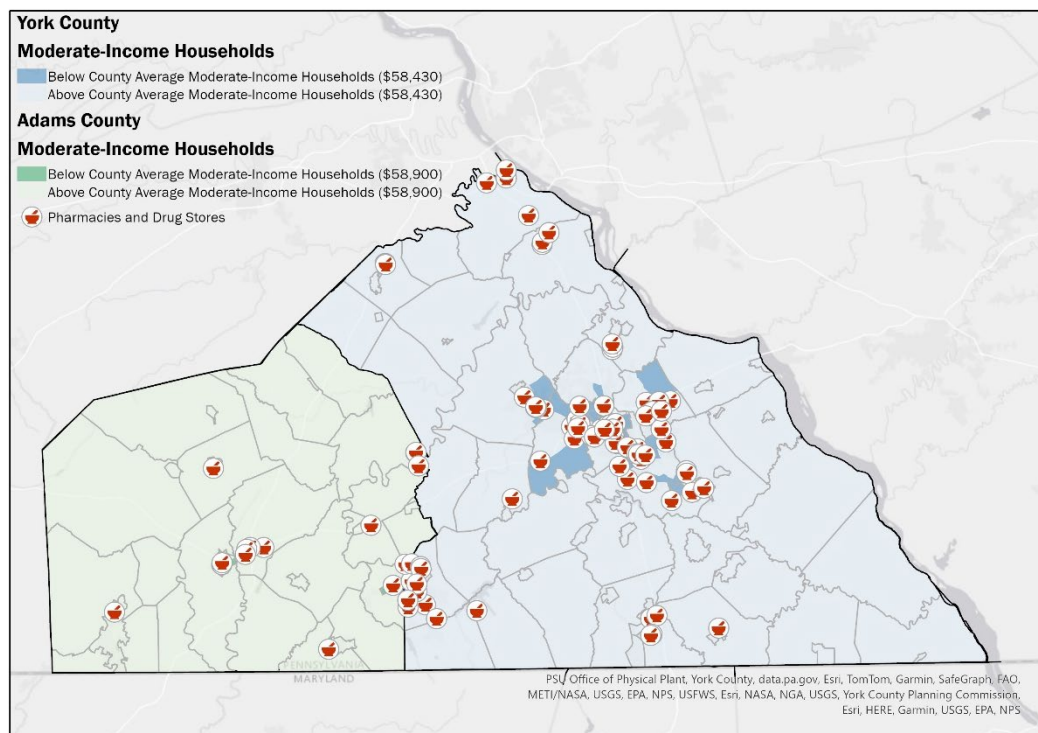 York County
Moderate-Income Households
Below County Average Moderate-Income Households ($58,430)
Above County Average Moderate-Income Households ($58,430)
Adams County
Moderate-Income Households
Below County Average Moderate-Income Households ($58,900)
Above County Average Moderate-Income Households ($58,900)
Pharmacies and Drug Stores
PENNSYLVANIA
MARYLAND
PSU Office of Physical Plant, York County, data.pa.gov, Esri, TomTom, Garmin, SafeGraph, FAO,
METI/NASA, USGS, EPA, NPS, USFWS, Esri, NASA, NGA, USGS, York County Planning Commission,
Esri, HERE, Garmin, USGS, EPA, NPS